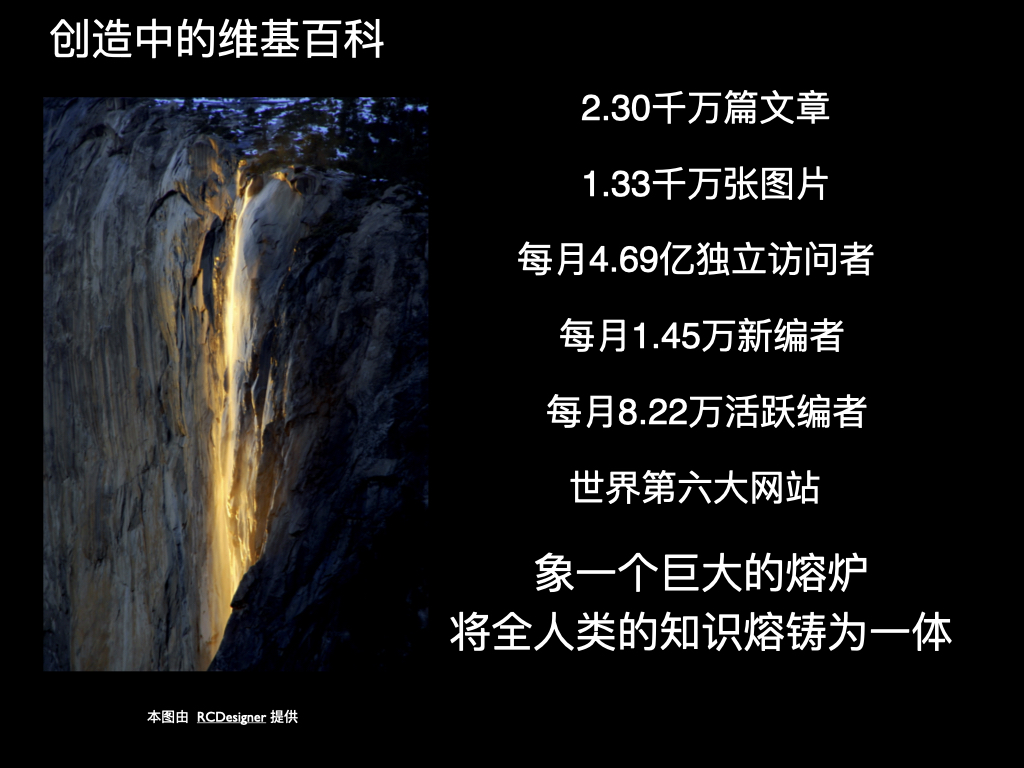 创造中的维基百科
2.30千万篇文章
1.33千万张图片
每月4.69亿独立访问者
每月1.45万新编者
每月8.22万活跃编者
世界第六大网站
象一个巨大的熔炉
将全人类的知识熔铸为一体
本图由 RCDesigner 提供